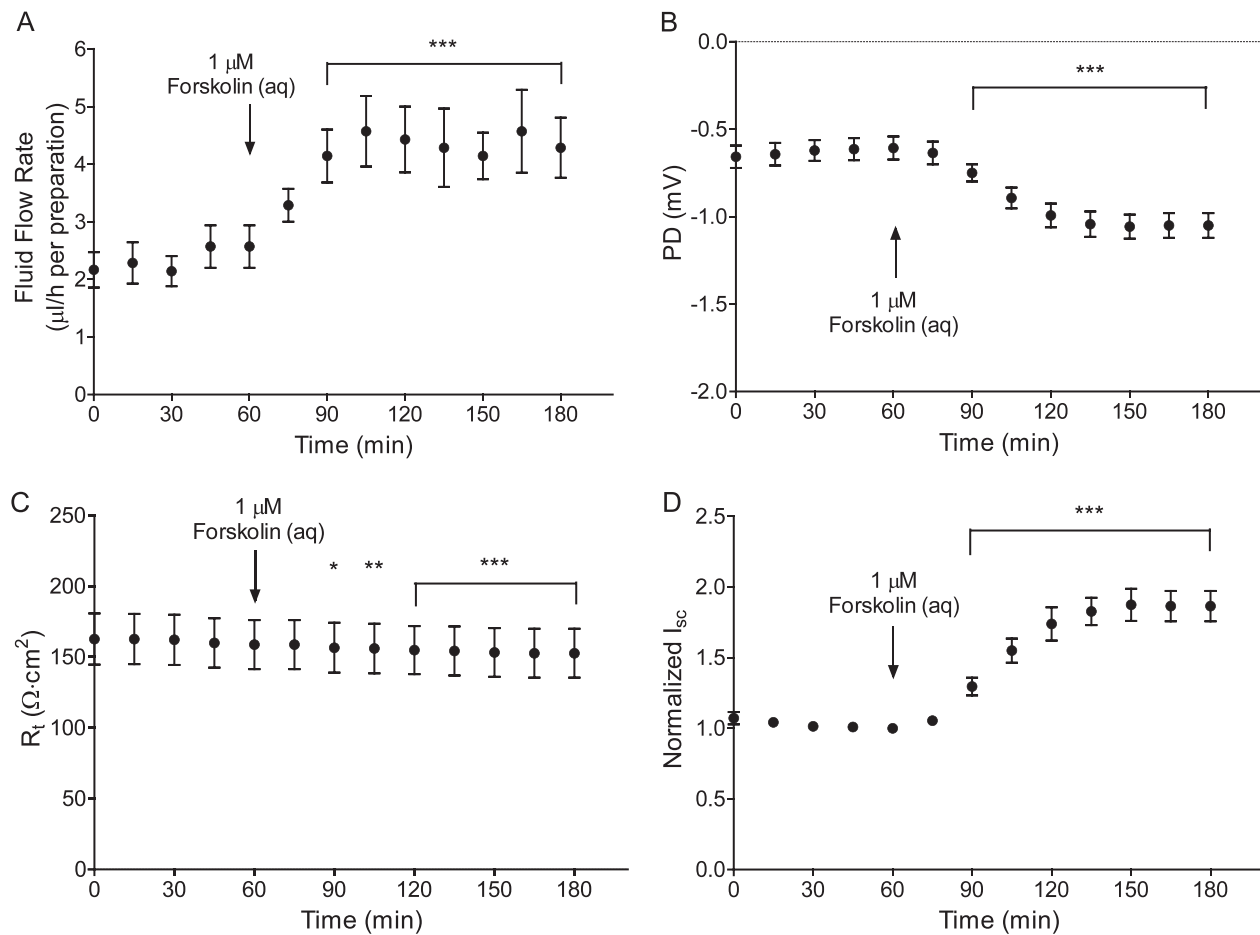 A
6
5
4
3
2
1
0
Fluid Flow Rate
(μl/h per preparation)
1 μM
Forskolin (aq)
***
0 30 60 90 120 150 180
Time (min)
B
0.0
-0.5
-1.0
-1.5
-2.0
PD (mV)
***
1 μM
Forskolin (aq)
0 30 60 90 120 150 180
Time (min)
C
250
200
150
100
50
0
Rt (Ω·cm²)
1 μM
Forskolin (aq)
* ** ***
0 30 60 90 120 150 180
Time (min)
D
2.5
2.0
1.5
1.0
0.5
0.0
Normalized Isc
***
1 μM
Forskolin (aq)
0 30 60 90 120 150 180
Time (min)